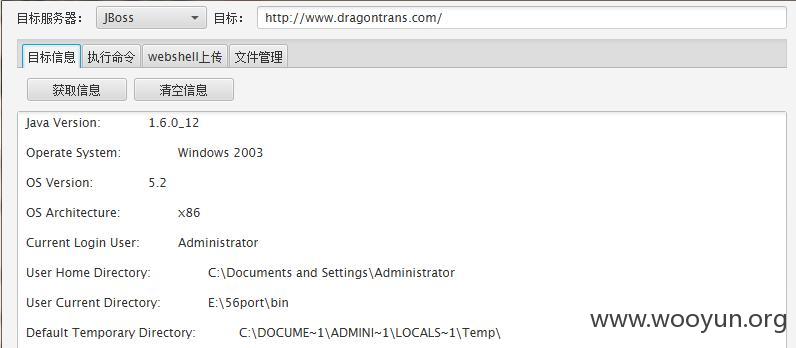 目标服务器： JBoss 目标： http://www.dragontrans.com/
目标信息 执行命令 webshell上传 文件管理
获取信息 清空信息
Java Version: 1.6.0_12
Operate System: Windows 2003
OS Version: 5.2
OS Architecture: x86
Current Login User: Administrator
User Home Directory: C:\Documents and Settings\Administrator
User Current Directory: E:\56port\bin
Default Temporary Directory: C:\DOCUME~1\ADMINI~1\LOCALS~1\Temp\
www.wooyun.org